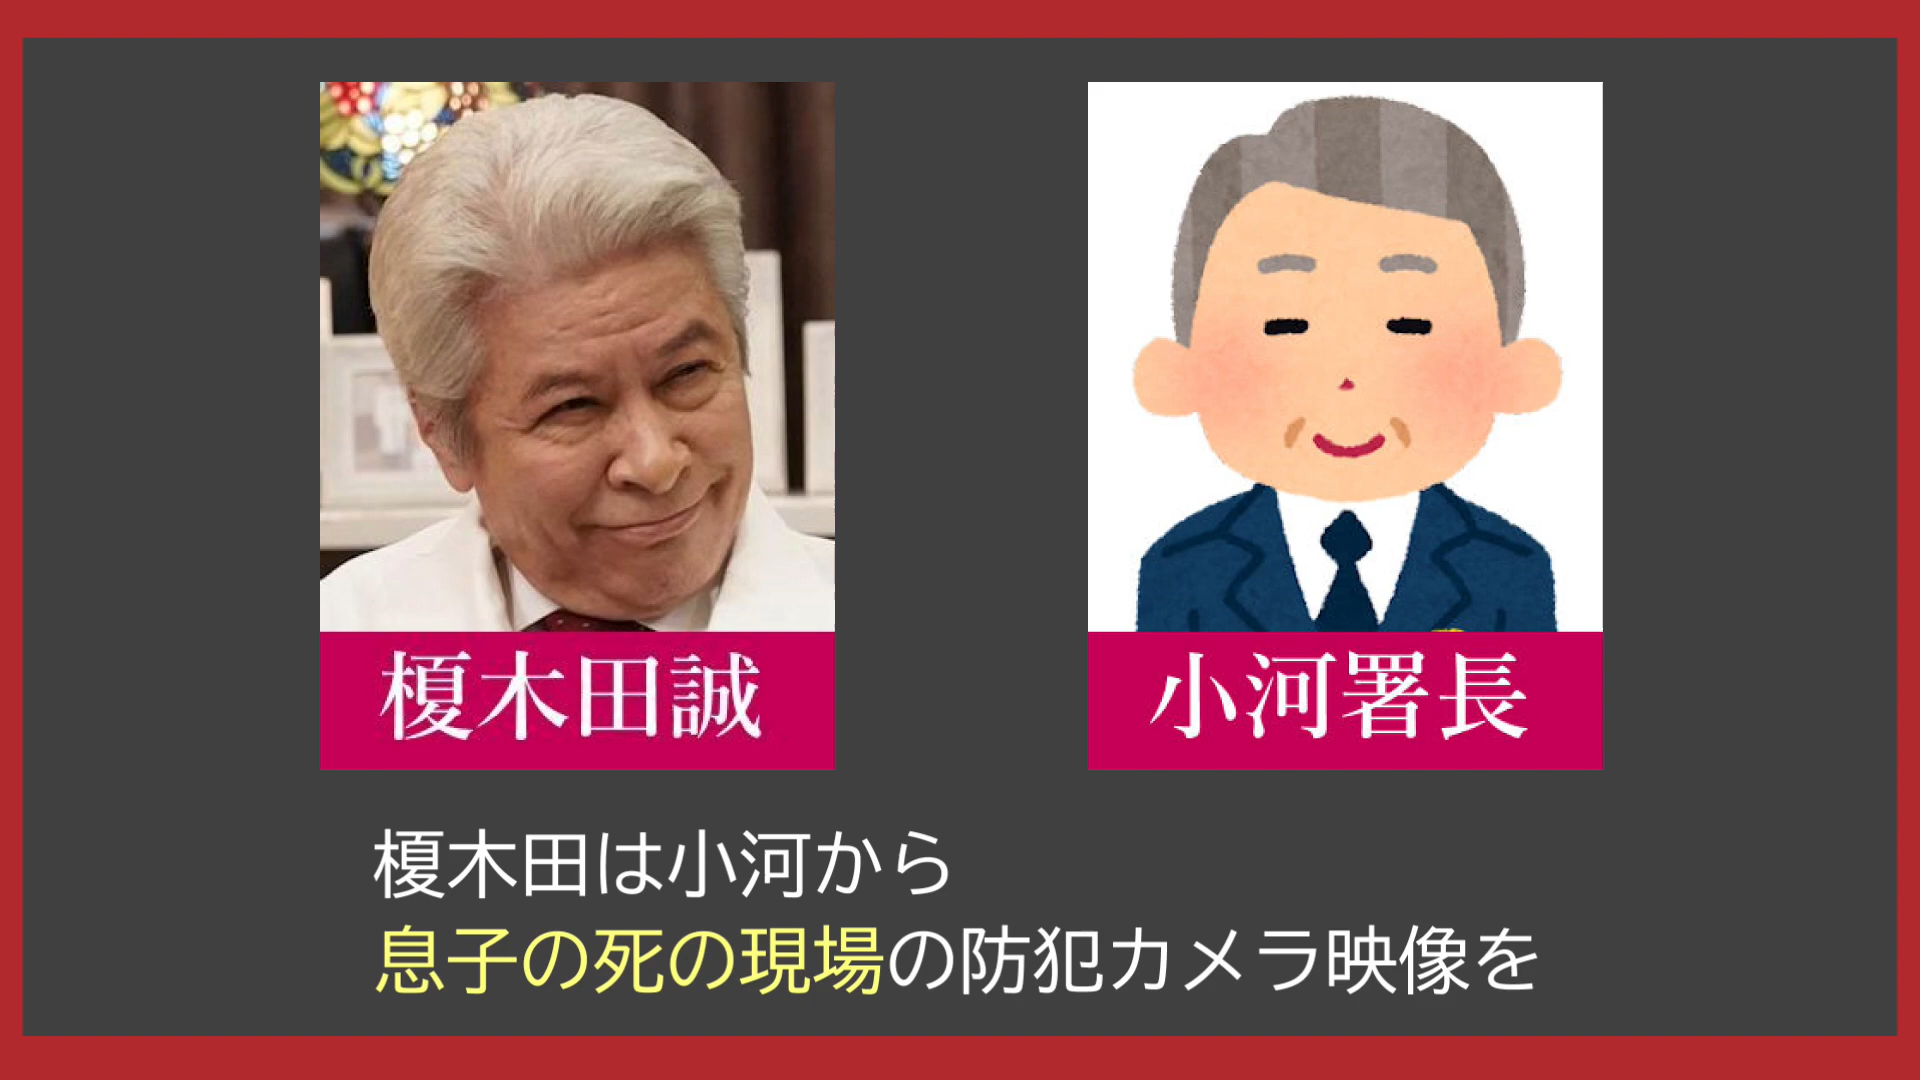 榎木田誠
小河署長
榎木田は小河から
息子の死の現場の防犯カメラ映像を